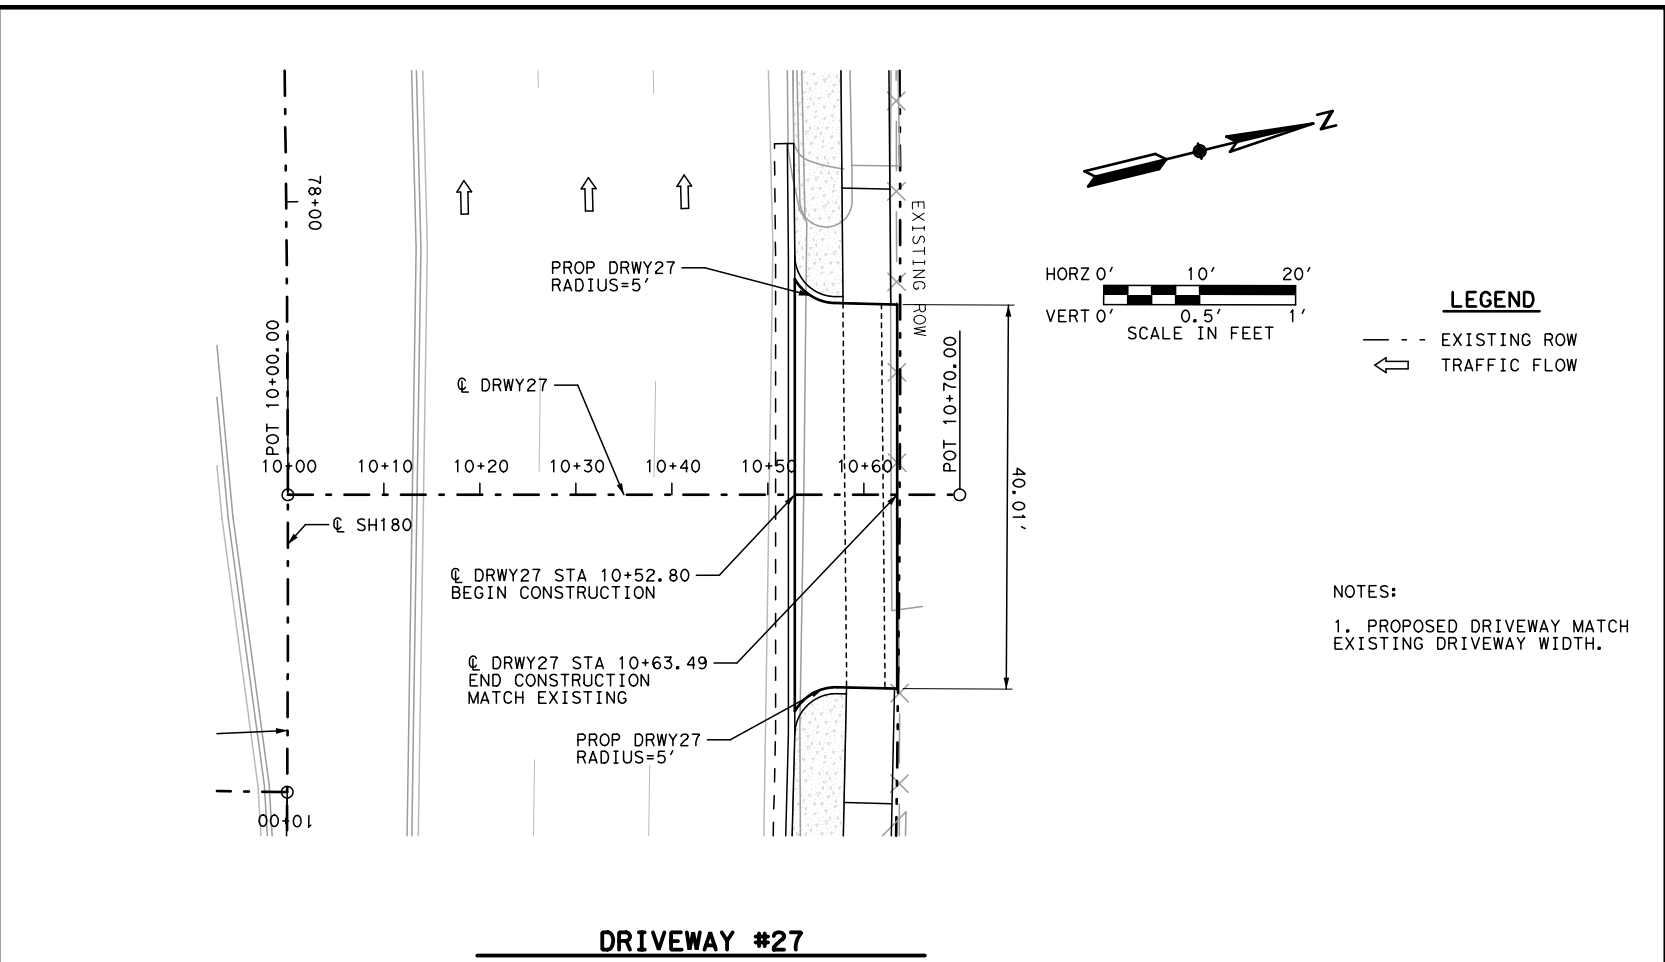 78+00
PROP DRWY27
RADIUS=5'
EXISTING ROW
N
HORZ 0' 10' 20'
VERT 0' 0.5' 1'
SCALE IN FEET
LEGEND
EXISTING ROW
TRAFFIC FLOW
POT 10+00.00
℄ DRWY27
POT 10+70.00
10+00 10+10 10+20 10+30 10+40 10+50 10+60
40.01'
℄ SH180
℄ DRWY27 STA 10+52.80
BEGIN CONSTRUCTION
℄ DRWY27 STA 10+63.49
END CONSTRUCTION
MATCH EXISTING
PROP DRWY27
RADIUS=5'
10+00
NOTES:
1. PROPOSED DRIVEWAY MATCH
EXISTING DRIVEWAY WIDTH.
DRIVEWAY #27